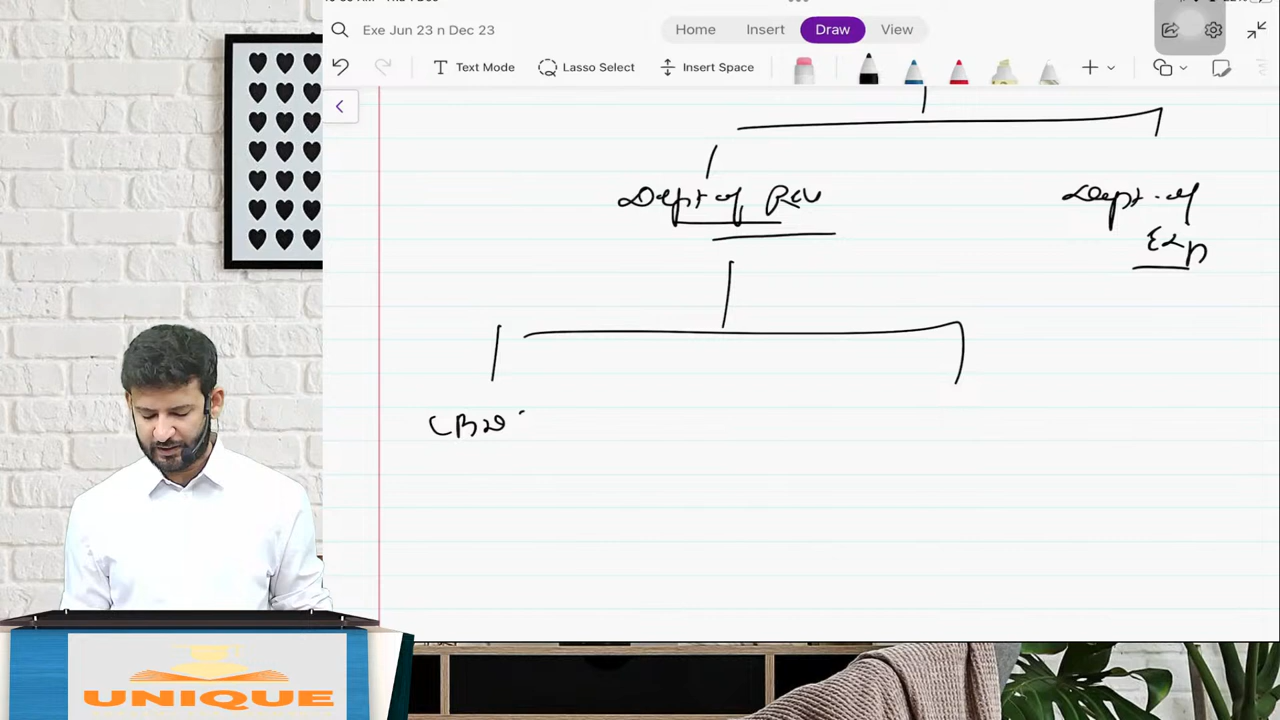 Exe Jun 23 n Dec 23
Home Insert Draw View
Text Mode Lasso Select Insert Space
Dept of Rev
Dept. of
Exp
UNIQUE